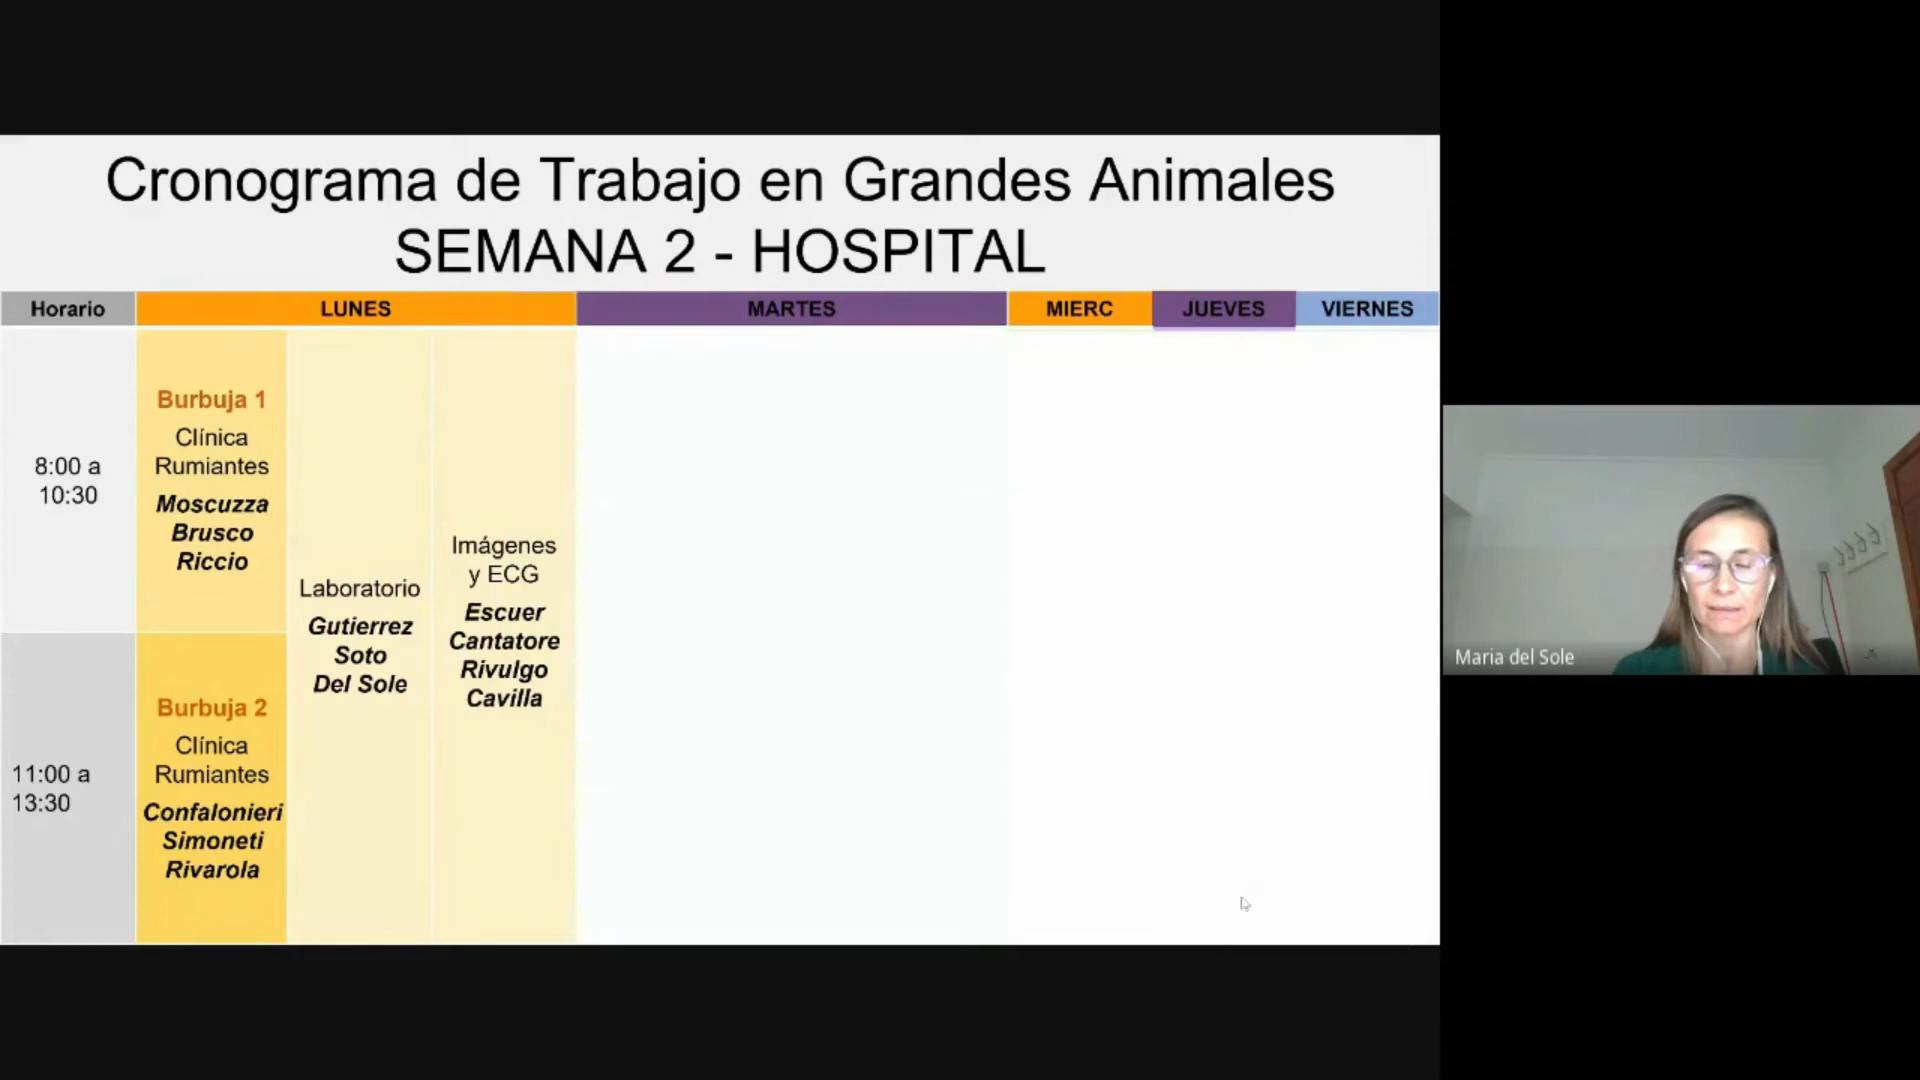 Cronograma de Trabajo en Grandes Animales
SEMANA 2 - HOSPITAL
Horario
LUNES
MARTES
MIERC
JUEVES
VIERNES
8:00 a
10:30
Burbuja 1
Clínica
Rumiantes
Moscuzza
Brusco
Riccio
Laboratorio
Gutierrez
Soto
Del Sole
Imágenes
y ECG
Escuer
Cantatore
Rivulgo
Cavilla
11:00 a
13:30
Burbuja 2
Clínica
Rumiantes
Confalonieri
Simoneti
Rivarola
Maria del Sole